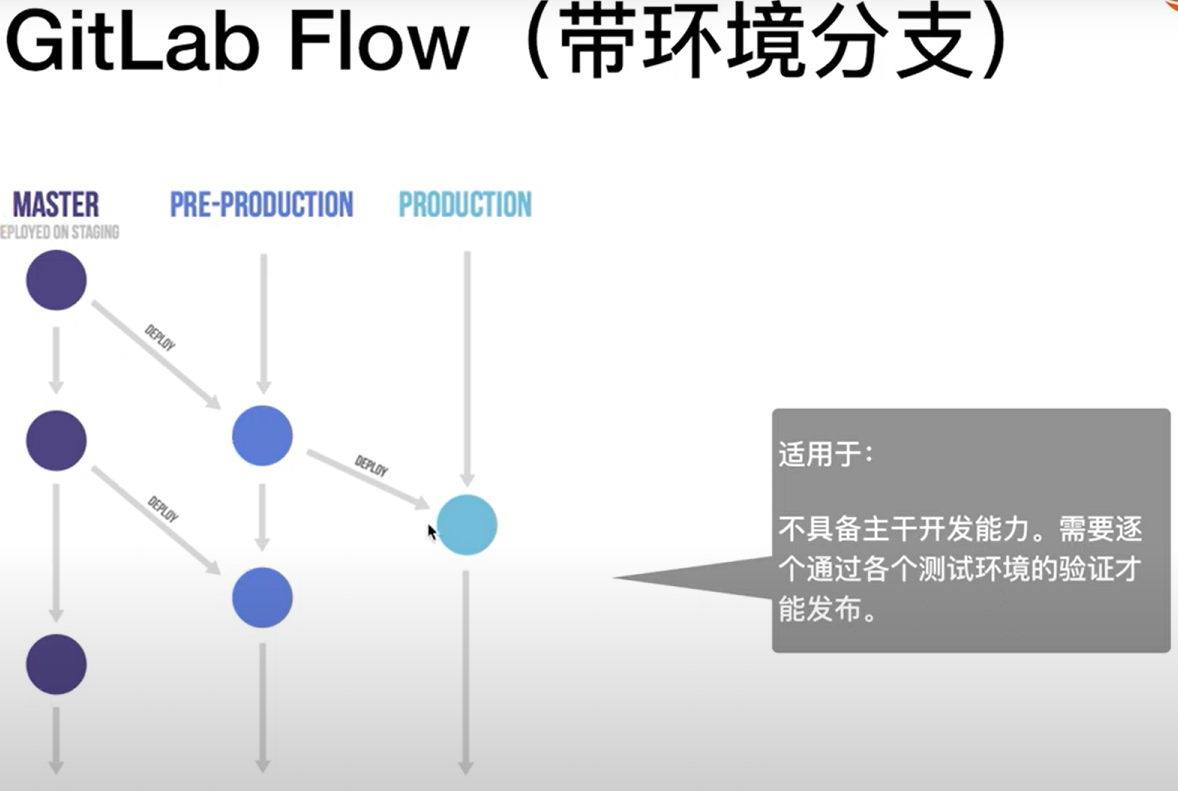 GitLab Flow（带环境分支）
MASTER
PRE-PRODUCTION
PRODUCTION
EPLOYED ON STAGING
DEPLOY
DEPLOY
DEPLOY
适用于：
不具备主干开发能力。需要逐
个通过各个测试环境的验证才
能发布。